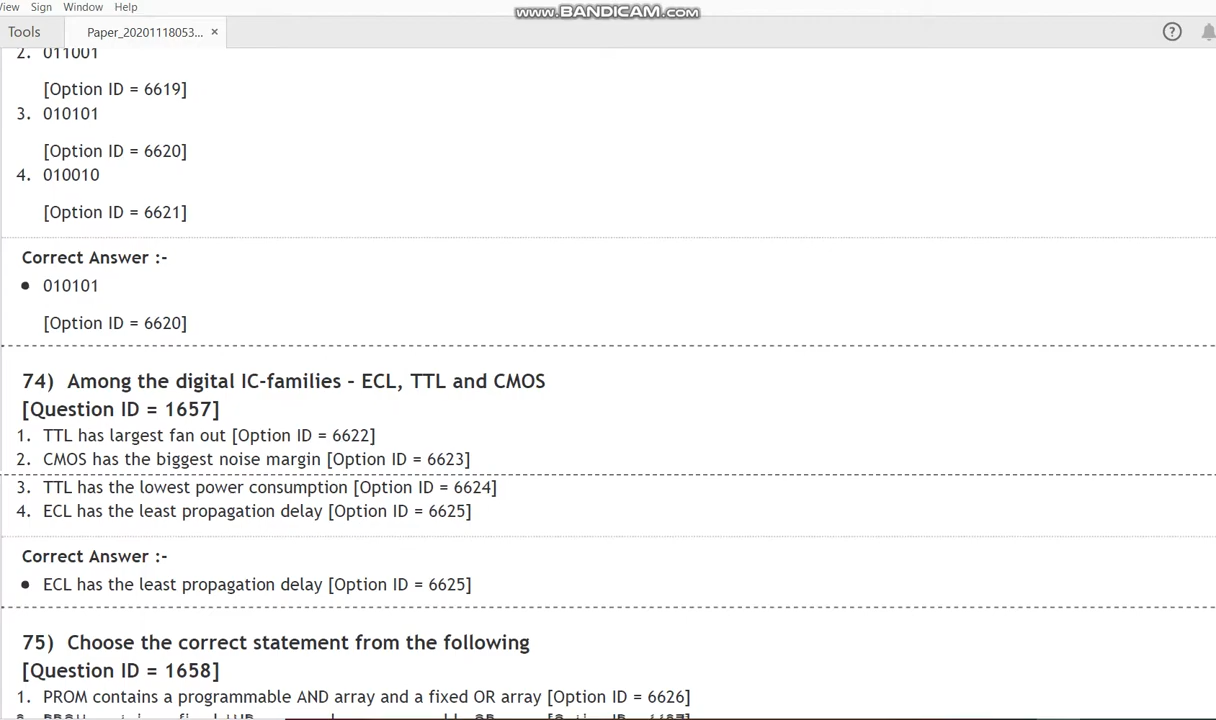 View Sign Window Help
www.BANDICAM.com
Tools Paper_20201118053... ×
2. 011001
[Option ID = 6619]
3. 010101
[Option ID = 6620]
4. 010010
[Option ID = 6621]
Correct Answer :-
• 010101
[Option ID = 6620]
74) Among the digital IC-families - ECL, TTL and CMOS
[Question ID = 1657]
1. TTL has largest fan out [Option ID = 6622]
2. CMOS has the biggest noise margin [Option ID = 6623]
3. TTL has the lowest power consumption [Option ID = 6624]
4. ECL has the least propagation delay [Option ID = 6625]
Correct Answer :-
• ECL has the least propagation delay [Option ID = 6625]
75) Choose the correct statement from the following
[Question ID = 1658]
1. PROM contains a programmable AND array and a fixed OR array [Option ID = 6626]